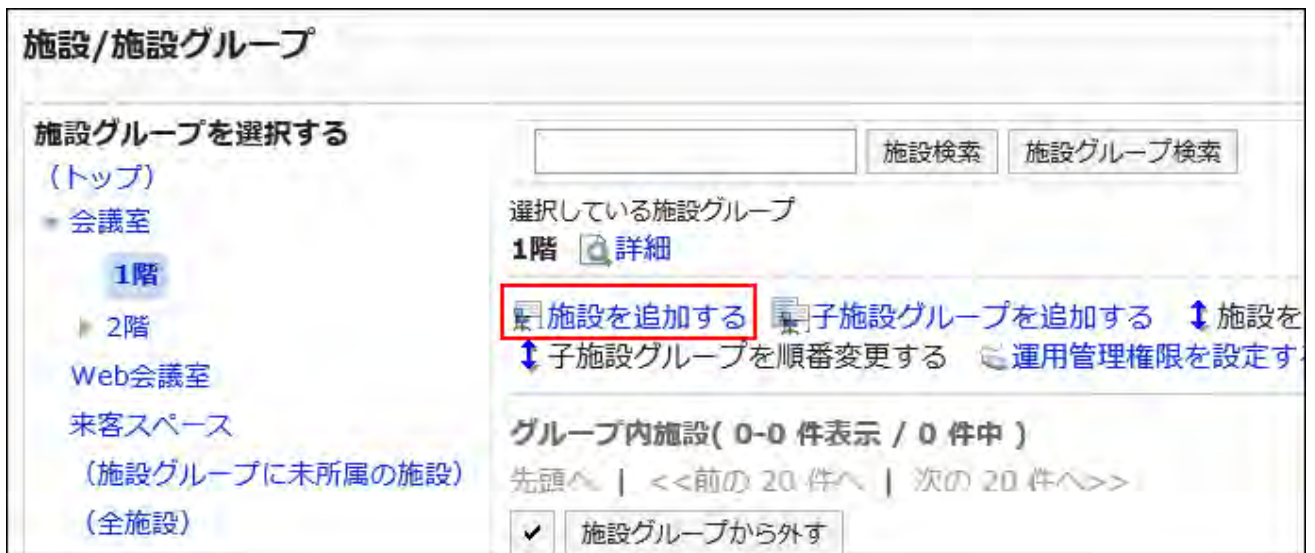 施設/施設グループ
施設グループを選択する
(トップ)
会議室
1階
2階
Web会議室
来客スペース
(施設グループに未所属の施設)
(全施設)
施設検索 施設グループ検索
選択している施設グループ
1階 詳細
施設を追加する 子施設グループを追加する 施設を
子施設グループを順番変更する 運用管理権限を設定す
グループ内施設( 0-0 件表示 / 0 件中 )
先頭へ | <<前の 20 件へ | 次の 20 件へ>>
施設グループから外す